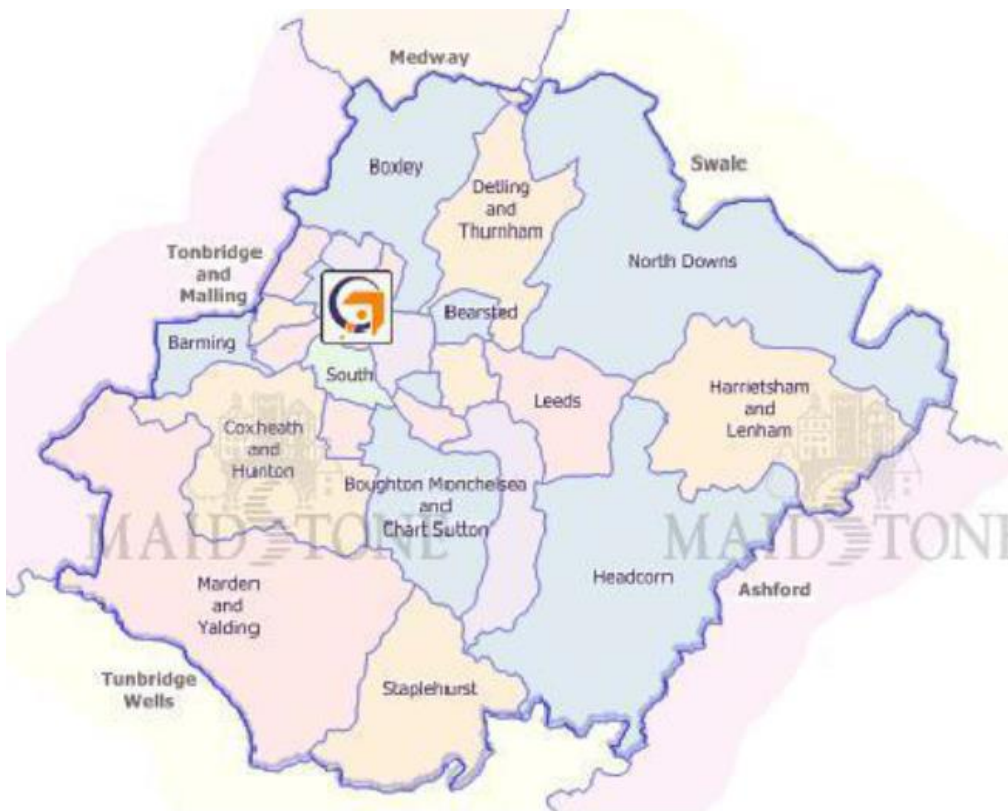 Medway
Boxley
Swale
Detling
and
Thurnham
Tonbridge
and
Malling
North Downs
Bearsted
Barming
South
Leeds
Harrietsham
and
Lenham
Coxheath
and
Hunton
Boughton Monchelsea
and
Chart Sutton
MAIDSTONE
MAIDSTONE
Headcorn
Ashford
Marden
and
Yalding
Tunbridge
Wells
Staplehurst